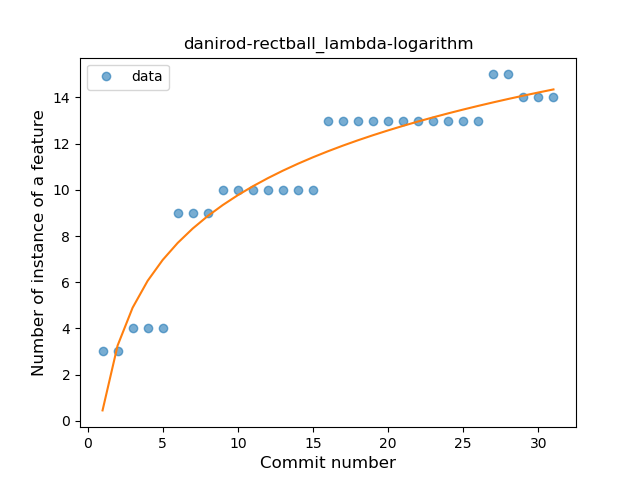 danirod-rectball_lambda-logarithm
data
Number of instance of a feature
14
12
10
8
6
4
2
0
0 5 10 15 20 25 30
Commit number